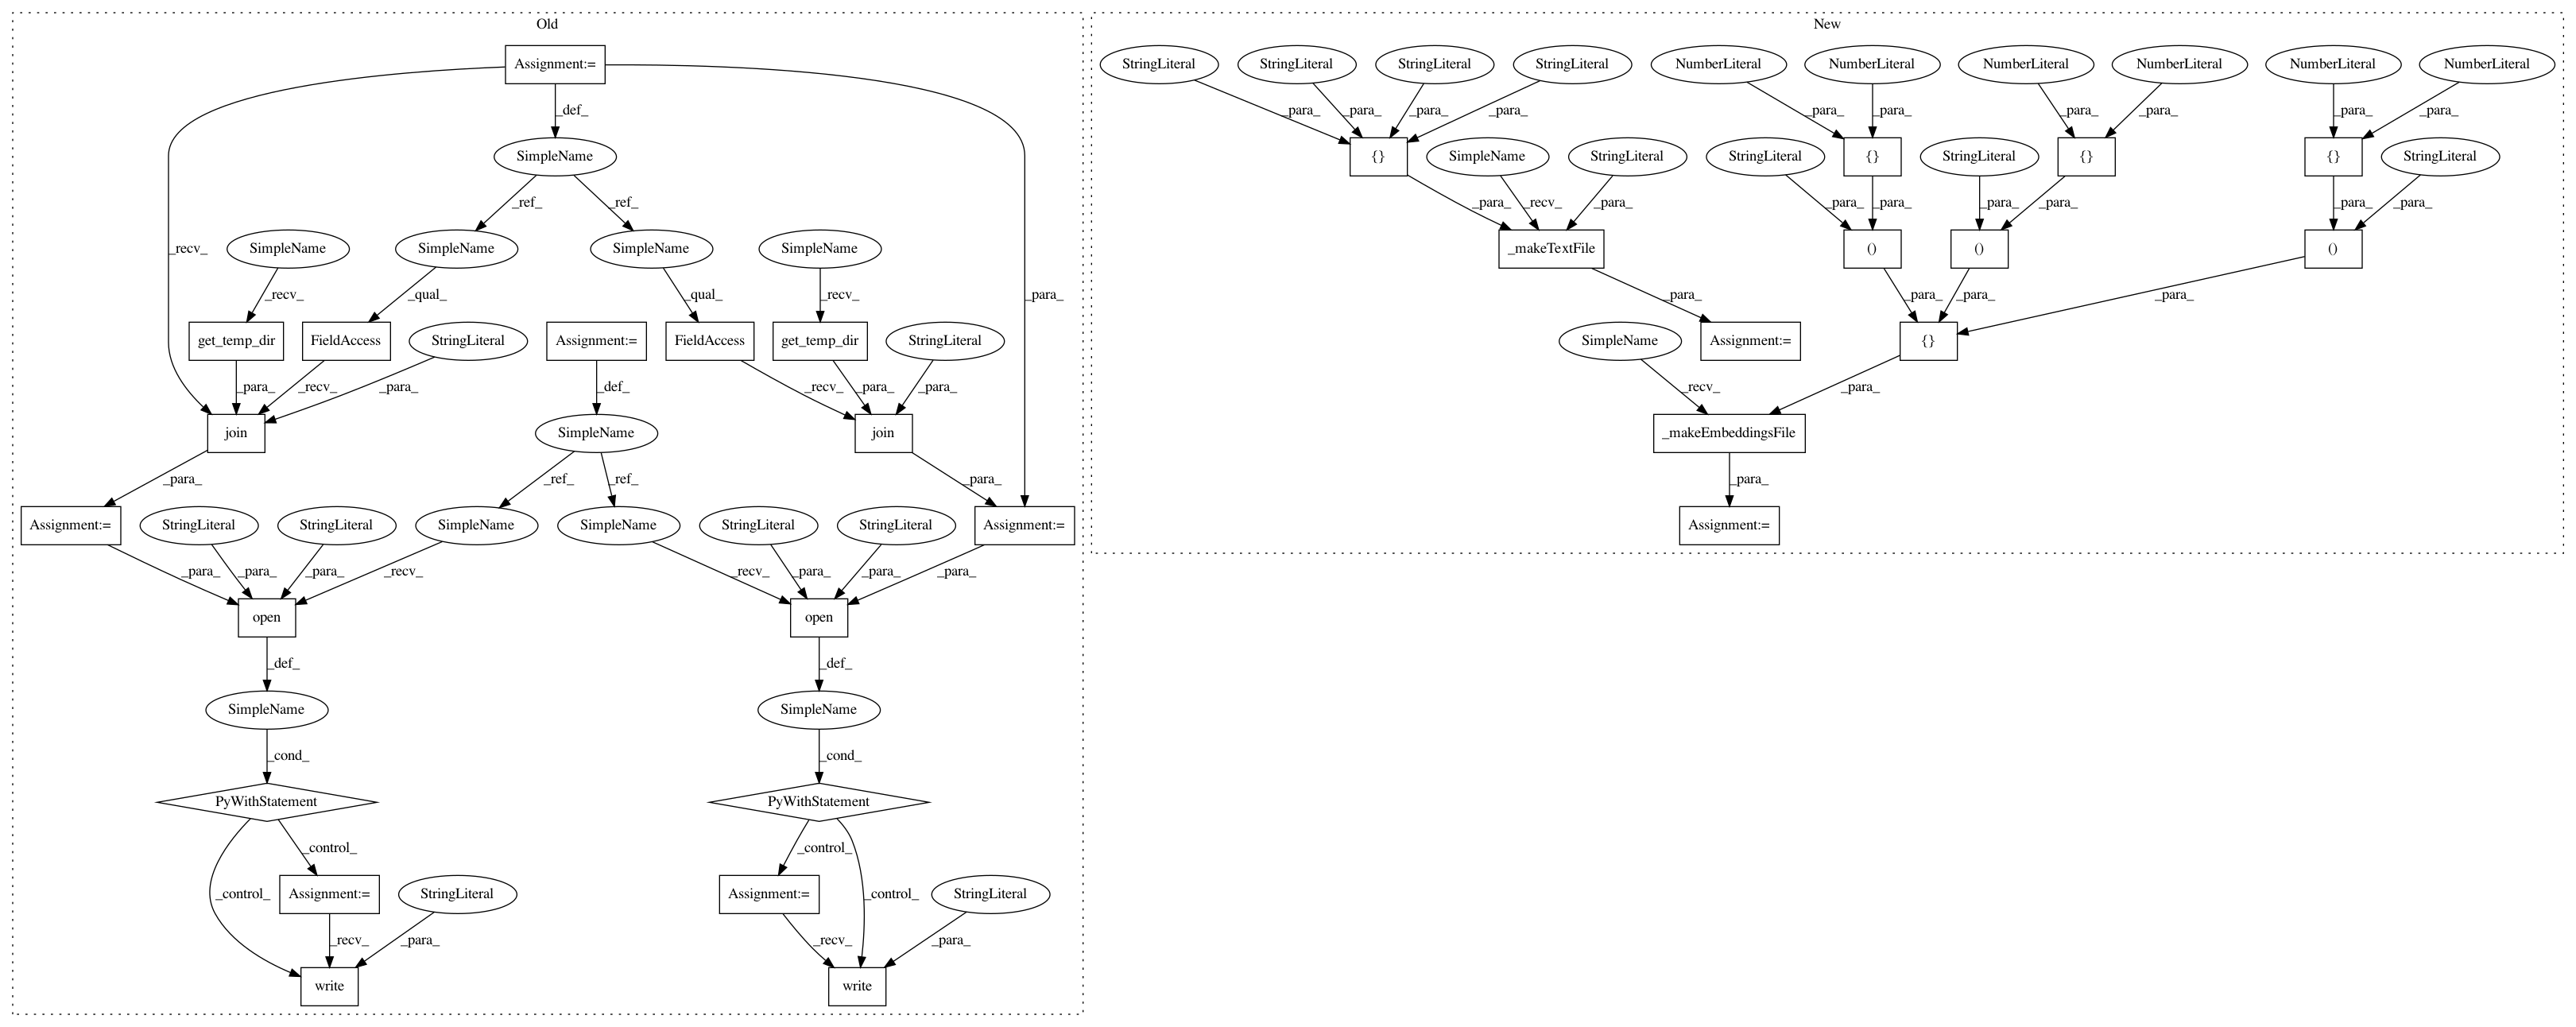 Old
New
Assignment:=
StringLiteral
StringLiteral
StringLiteral
StringLiteral
NumberLiteral
NumberLiteral
NumberLiteral
NumberLiteral
NumberLiteral
NumberLiteral
_def_
_para_
_para_
_para_
_para_
_para_
_para_
_para_
_para_
_para_
_para_
SimpleName
{}
SimpleName
StringLiteral
StringLiteral
{}
StringLiteral
{}
{}
StringLiteral
_ref_
_ref_
_para_
_recv_
_para_
_para_
_para_
_para_
_para_
_para_
_para_
_recv_
SimpleName
SimpleName
SimpleName
SimpleName
_makeTextFile
()
()
()
_recv_
_qual_
_qual_
_recv_
_para_
_para_
_para_
_para_
_para_
get_temp_dir
FieldAccess
StringLiteral
Assignment:=
FieldAccess
get_temp_dir
StringLiteral
SimpleName
Assignment:=
{}
_para_
_recv_
_para_
_def_
_recv_
_para_
_para_
_recv_
_para_
join
SimpleName
join
_makeEmbeddingsFile
_para_
_ref_
_ref_
_para_
_para_
Assignment:=
StringLiteral
StringLiteral
SimpleName
SimpleName
StringLiteral
StringLiteral
Assignment:=
Assignment:=
_para_
_para_
_para_
_recv_
_recv_
_para_
_para_
_para_
open
open
_def_
_def_
SimpleName
SimpleName
_cond_
_cond_
PyWithStatement
PyWithStatement
_control_
_control_
_control_
Assignment:=
StringLiteral
Assignment:=
_control_
StringLiteral
_recv_
_para_
_recv_
_para_
write
write